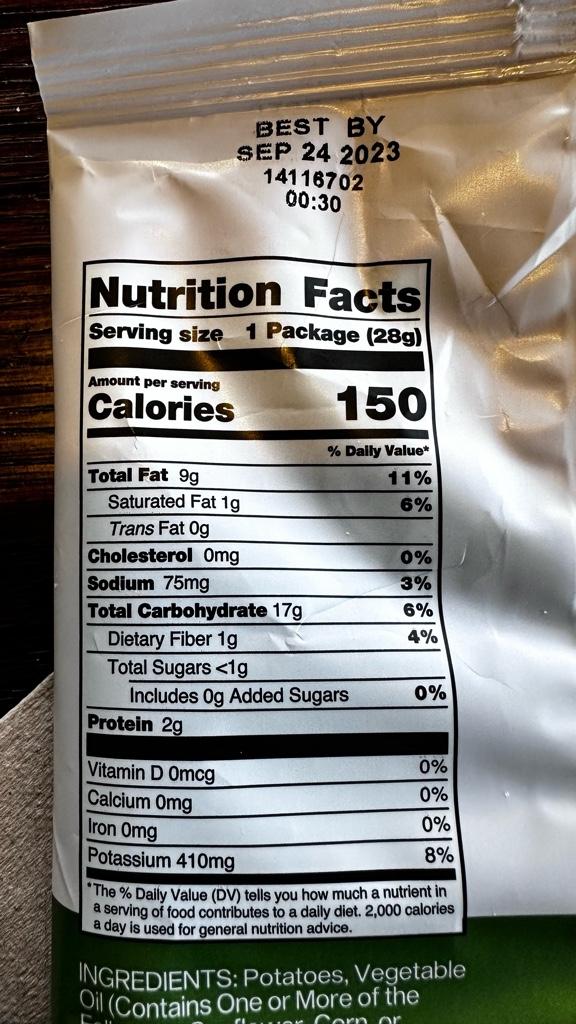 BEST BY
SEP 24 2023
14116702
00:30
Nutrition Facts
Serving size 1 Package (28g)
Amount per serving
Calories 150
% Daily Value*
Total Fat 9g 11%
Saturated Fat 1g 6%
Trans Fat 0g
Cholesterol 0mg 0%
Sodium 75mg 3%
Total Carbohydrate 17g 6%
Dietary Fiber 1g 4%
Total Sugars <1g
Includes 0g Added Sugars 0%
Protein 2g
Vitamin D 0mcg 0%
Calcium 0mg 0%
Iron 0mg 0%
Potassium 410mg 8%
*The % Daily Value (DV) tells you how much a nutrient in
a serving of food contributes to a daily diet. 2,000 calories
a day is used for general nutrition advice.
INGREDIENTS: Potatoes, Vegetable
Oil (Contains One or More of the
Corn, or